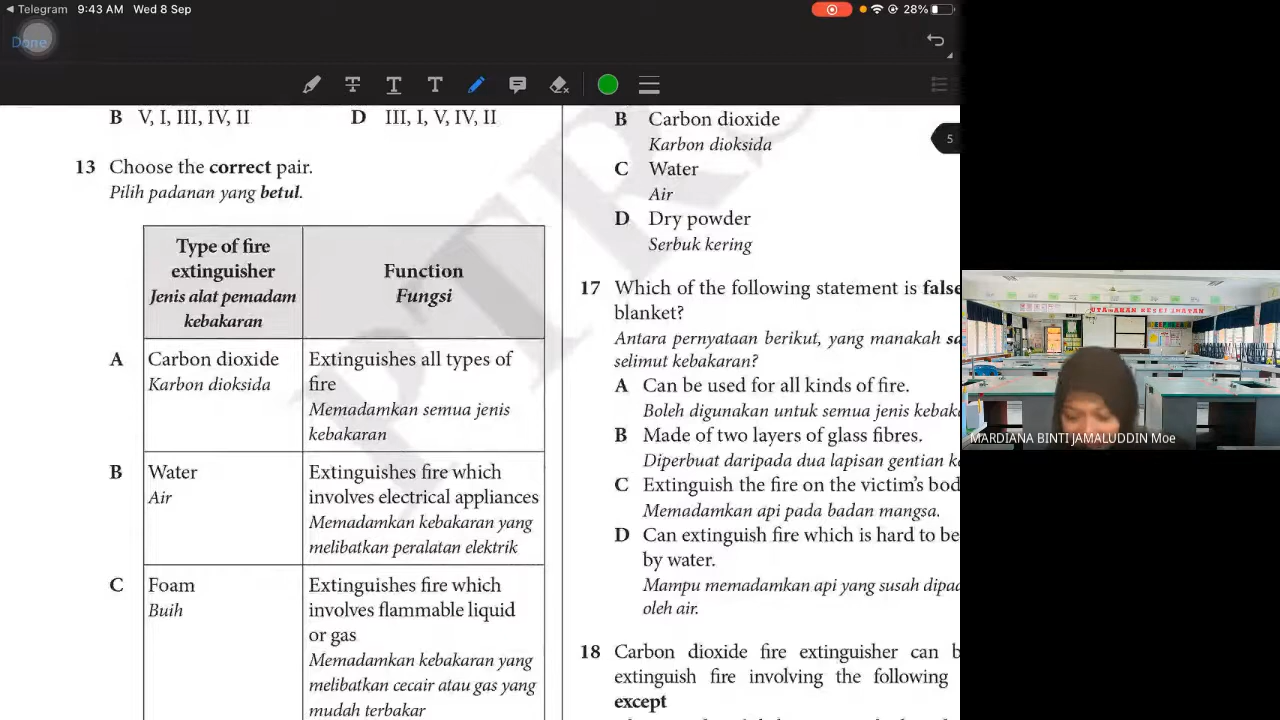 Telegram 9:43 AM Wed 8 Sep 28%
Done
B V, I, III, IV, II D III, I, V, IV, II
13 Choose the correct pair.
Pilih padanan yang betul.
Type of fire
extinguisher
Jenis alat pemadam
kebakaran
Function
Fungsi
A Carbon dioxide
Karbon dioksida
Extinguishes all types of
fire
Memadamkan semua jenis
kebakaran
B Water
Air
Extinguishes fire which
involves electrical appliances
Memadamkan kebakaran yang
melibatkan peralatan elektrik
C Foam
Buih
Extinguishes fire which
involves flammable liquid
or gas
Memadamkan kebakaran yang
melibatkan cecair atau gas yang
mudah terbakar
B Carbon dioxide
Karbon dioksida
C Water
Air
D Dry powder
Serbuk kering
5
17 Which of the following statement is false
blanket?
Antara pernyataan berikut, yang manakah
selimut kebakaran?
A Can be used for all kinds of fire.
Boleh digunakan untuk semua jenis
B Made of two layers of glass fibres.
Diperbuat daripada dua lapisan gentian
C Extinguish the fire on the victim's
Memadamkan api pada badan mangsa.
D Can extinguish fire which is hard to be
by water.
Mampu memadamkan api yang susah
oleh air.
18 Carbon dioxide fire extinguisher can
extinguish fire involving the following
except
MARDIANA BINTI JAMALUDDIN Moe